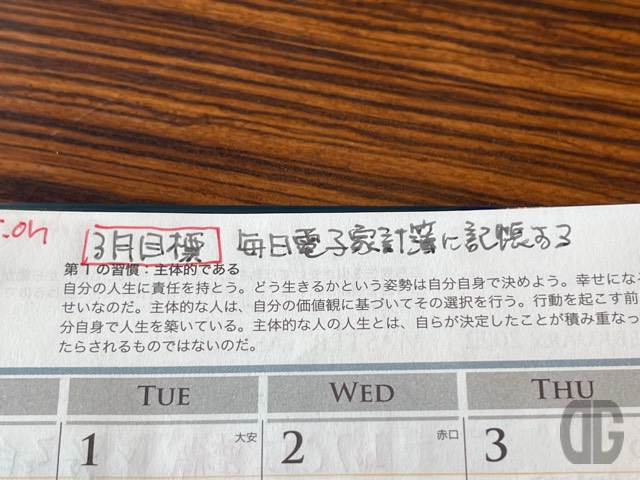 3月目標 毎日電子家計簿に記帳する
第1の習慣:主体的である
自分の人生に責任を持とう。どう生きるかという姿勢は自分自身で決めよう。幸せになる
せいなのだ。主体的な人は、自分の価値観に基づいてその選択を行う。行動を起こす前
分自身で人生を築いている。主体的な人の人生とは、自らが決定したことが積み重なっ
たらされるものではないのだ。
TUE WED THU
1 大安 2 赤口 3
DG